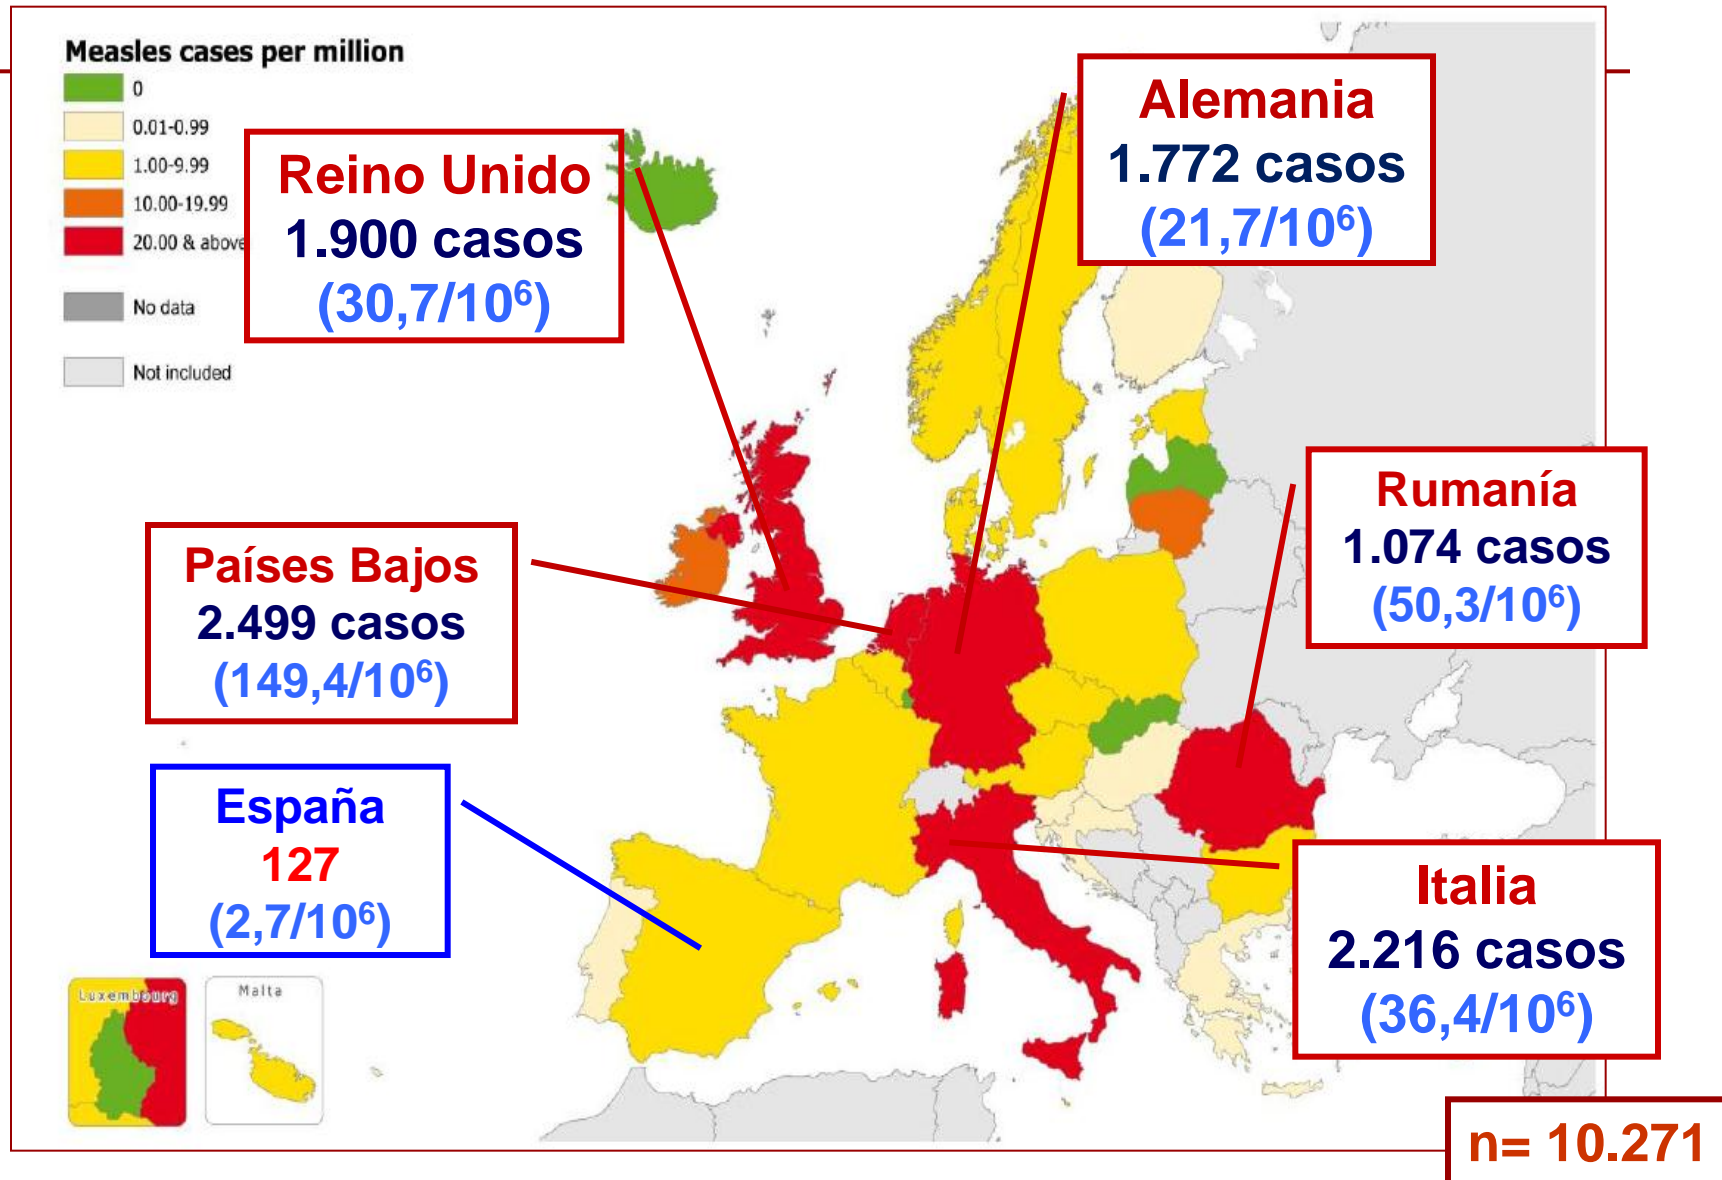 Measles cases per million
0
0.01-0.99
1.00-9.99
10.00-19.99
20.00 & above
No data
Not included
Reino Unido
1.900 casos
(30,7/10⁶)
Alemania
1.772 casos
(21,7/10⁶)
Países Bajos
2.499 casos
(149,4/10⁶)
Rumanía
1.074 casos
(50,3/10⁶)
España
127
(2,7/10⁶)
Italia
2.216 casos
(36,4/10⁶)
Luxembourg
Malta
n= 10.271